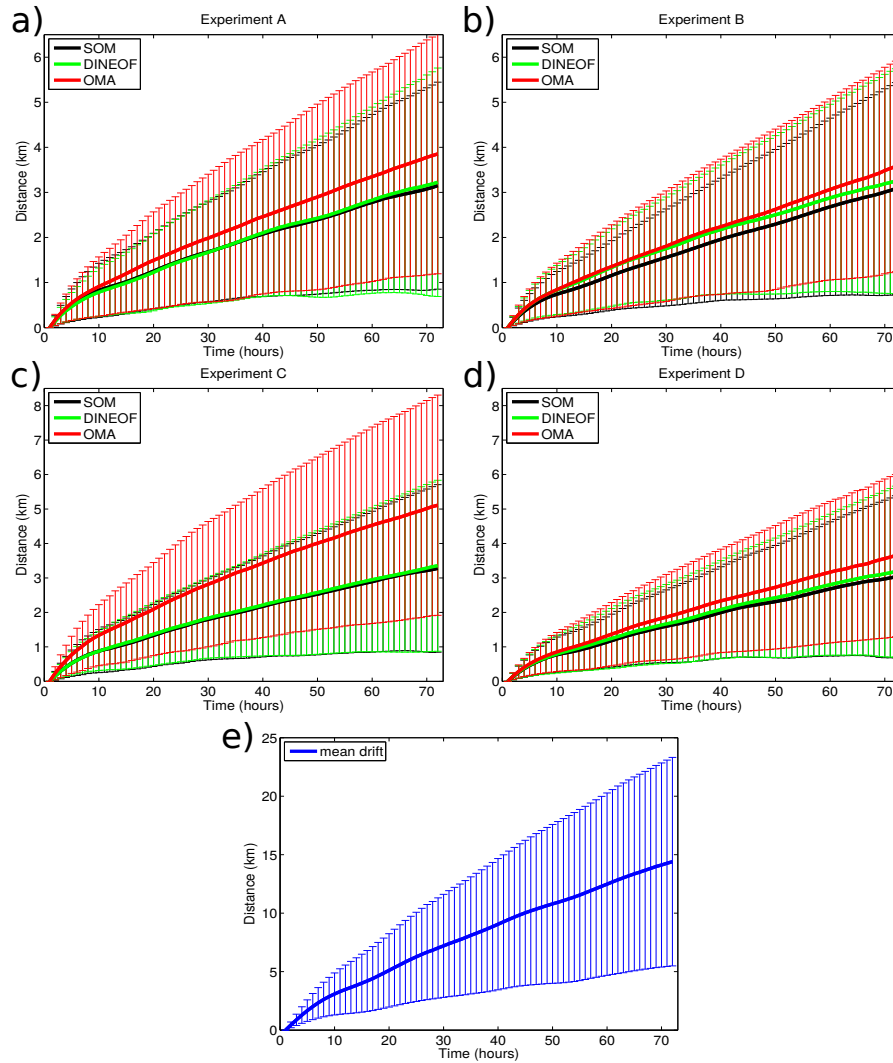 a)
Experiment A
SOM
DINEOF
OMA
6
5
4
3
2
1
0
Distance (km)
0 10 20 30 40 50 60 70
Time (hours)
b)
Experiment B
SOM
DINEOF
OMA
6
5
4
3
2
1
0
Distance (km)
0 10 20 30 40 50 60 70
Time (hours)
c)
Experiment C
SOM
DINEOF
OMA
8
7
6
5
4
3
2
1
0
Distance (km)
0 10 20 30 40 50 60 70
Time (hours)
d)
Experiment D
SOM
DINEOF
OMA
8
7
6
5
4
3
2
1
0
Distance (km)
0 10 20 30 40 50 60 70
Time (hours)
e)
mean drift
25
20
15
10
5
0
Distance (km)
0 10 20 30 40 50 60 70
Time (hours)